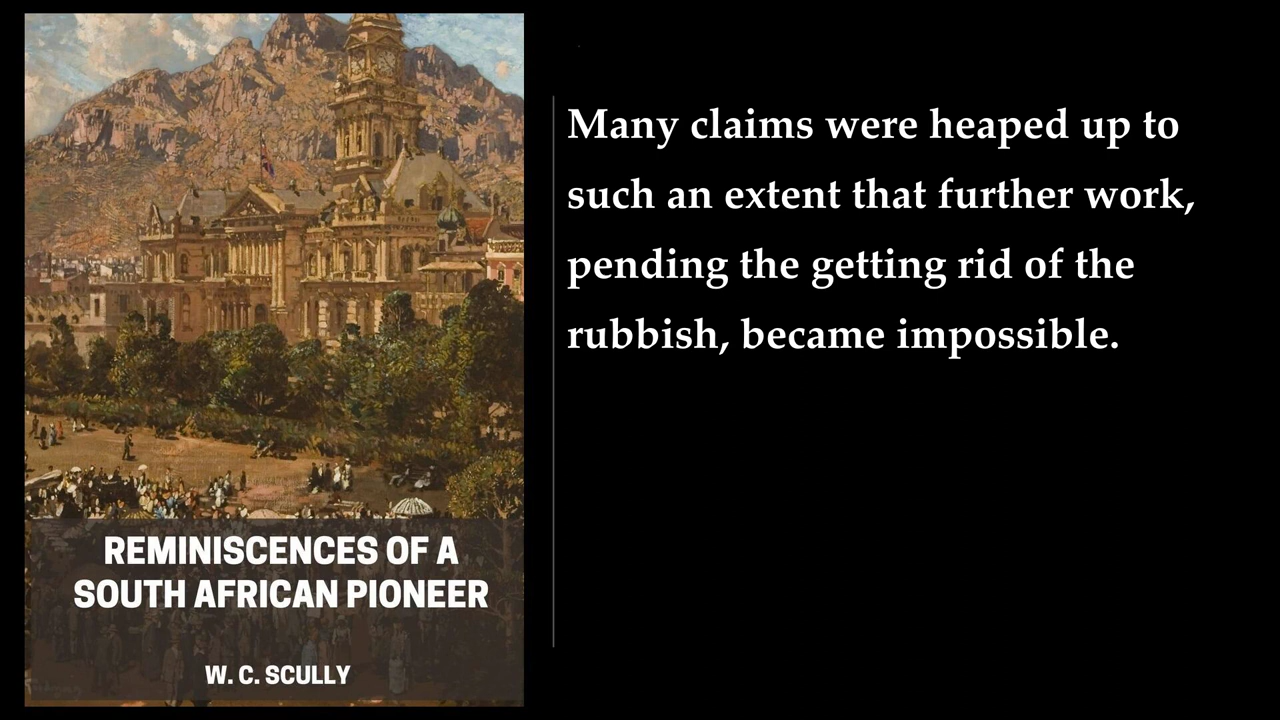 Many claims were heaped up to
such an extent that further work,
pending the getting rid of the
rubbish, became impossible.
REMINISCENCES OF A
SOUTH AFRICAN PIONEER
W. C. SCULLY